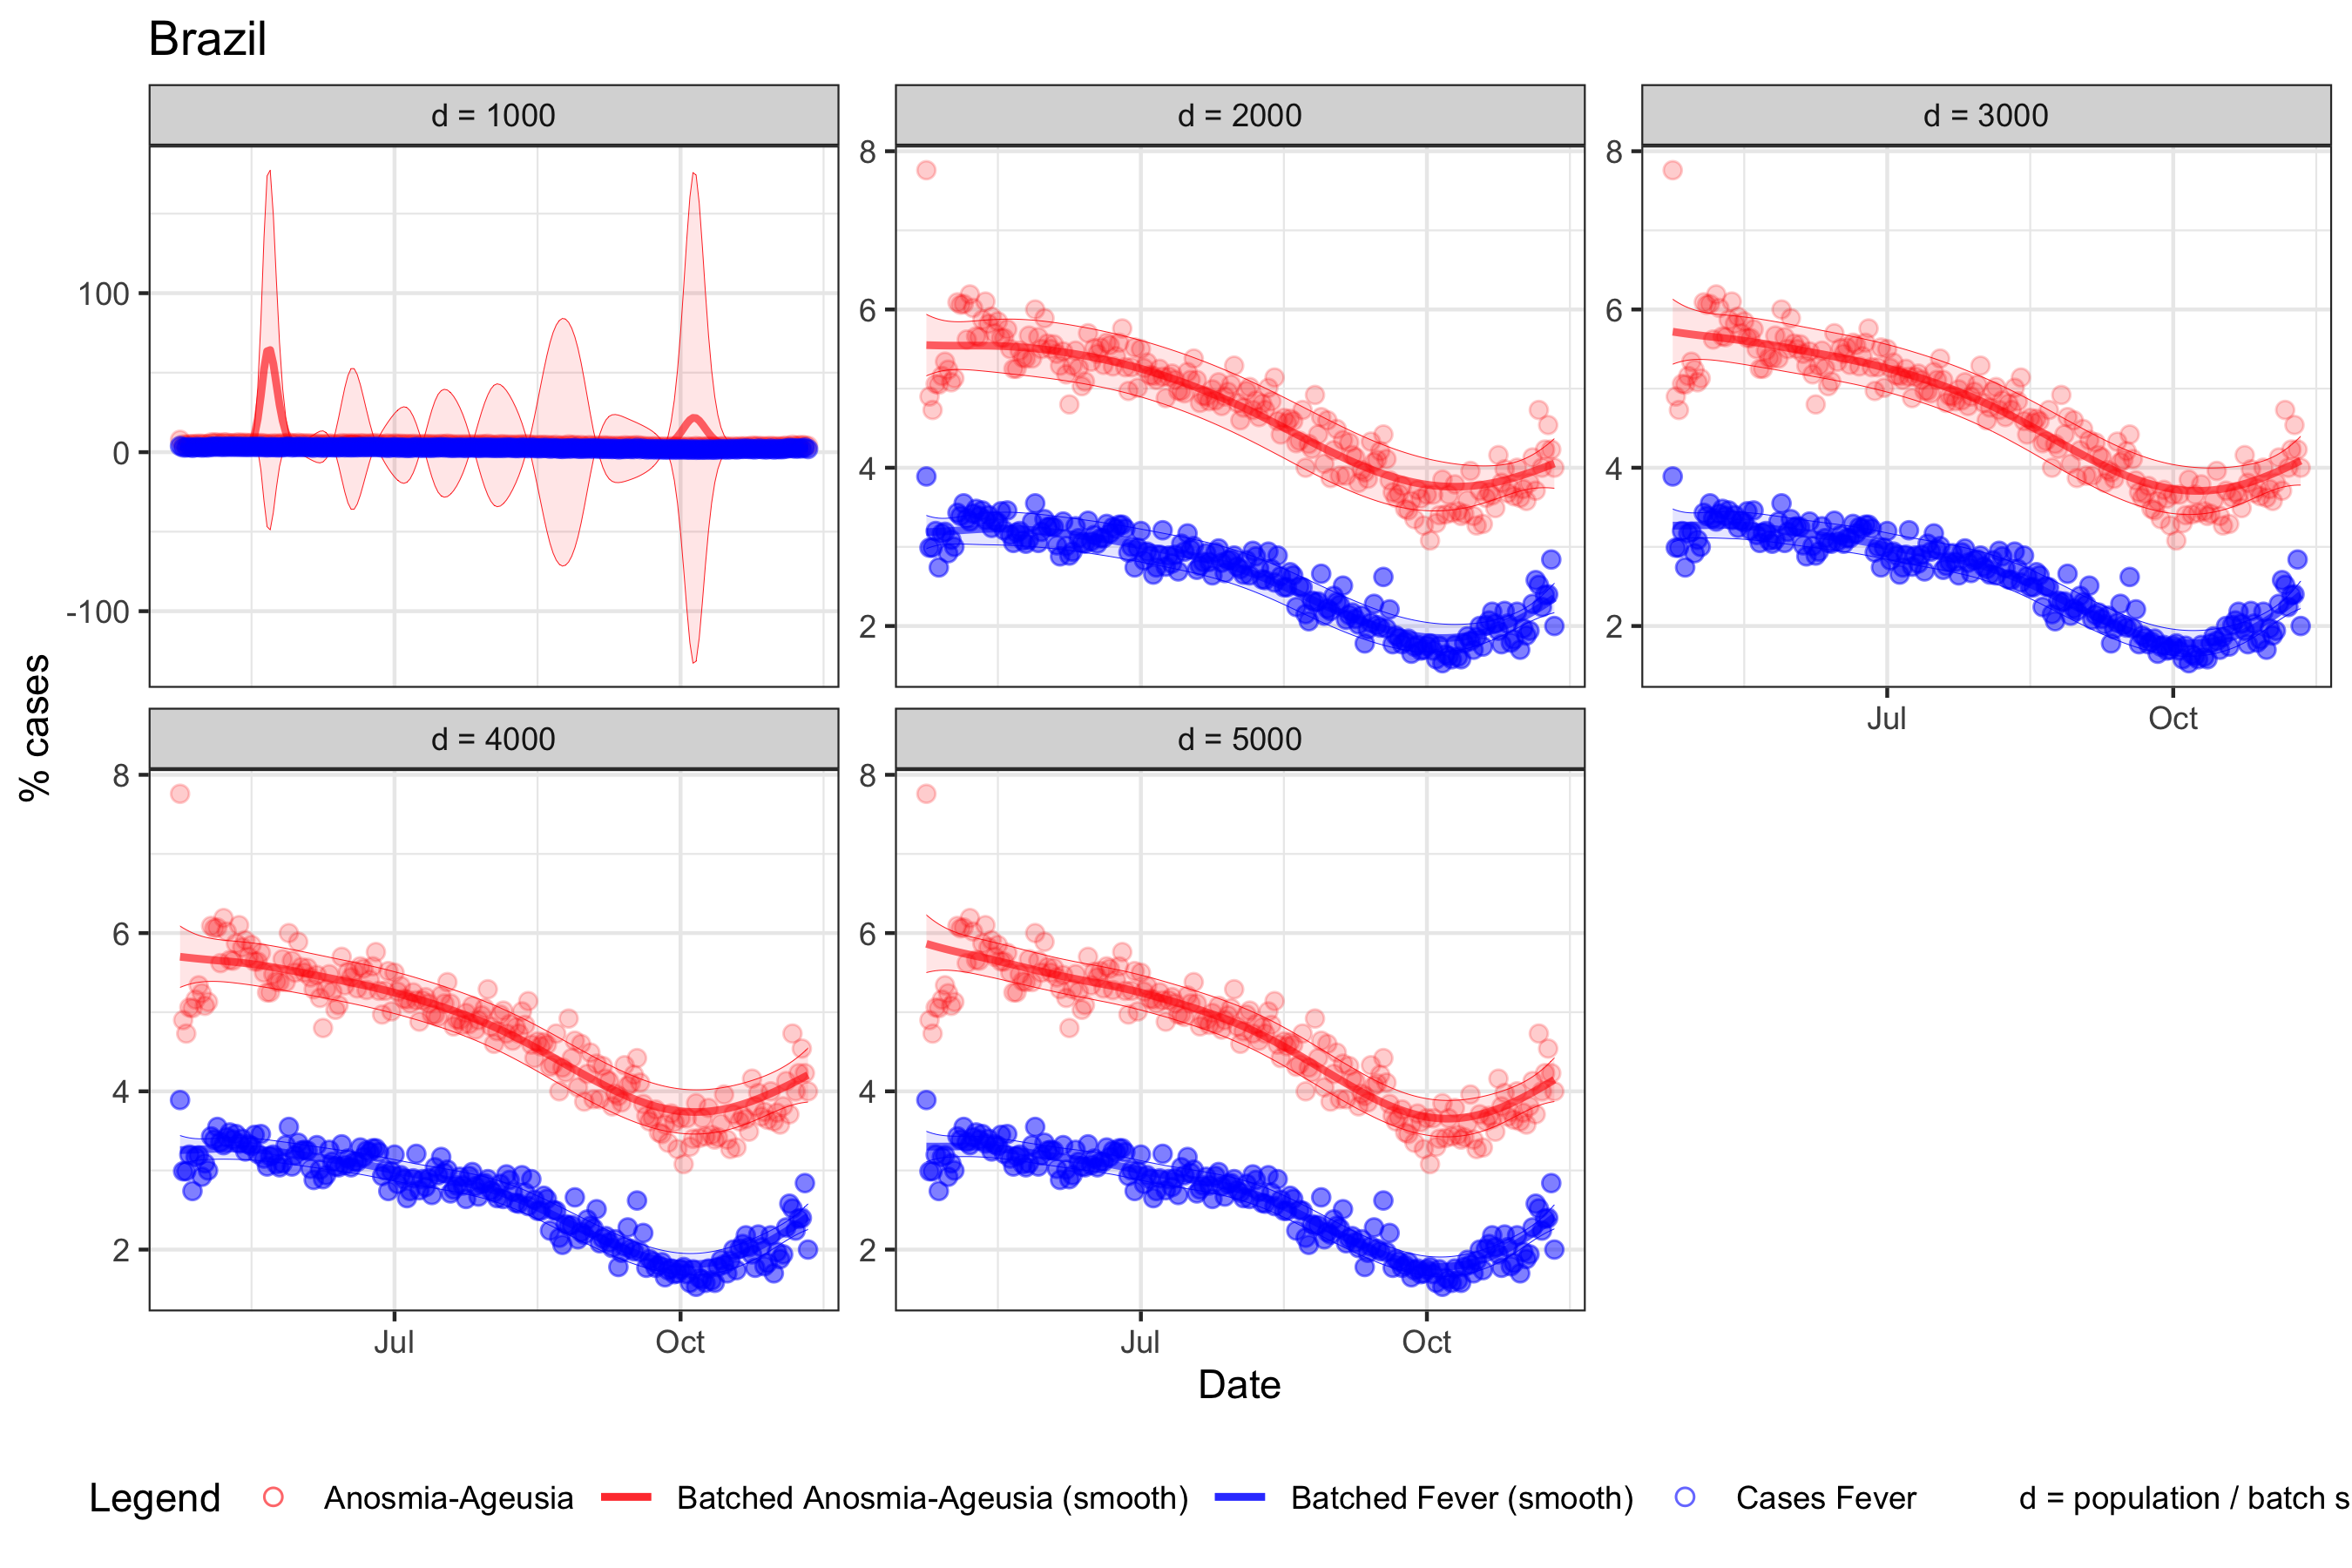 Brazil
d = 1000
d = 2000
d = 3000
100
0
-100
8
6
4
2
8
6
4
2
Jul
Oct
% cases
d = 4000
d = 5000
8
6
4
2
8
6
4
2
Jul
Oct
Jul
Oct
Date
Legend
Anosmia-Ageusia
Batched Anosmia-Ageusia (smooth)
Batched Fever (smooth)
Cases Fever
d = population / batch s